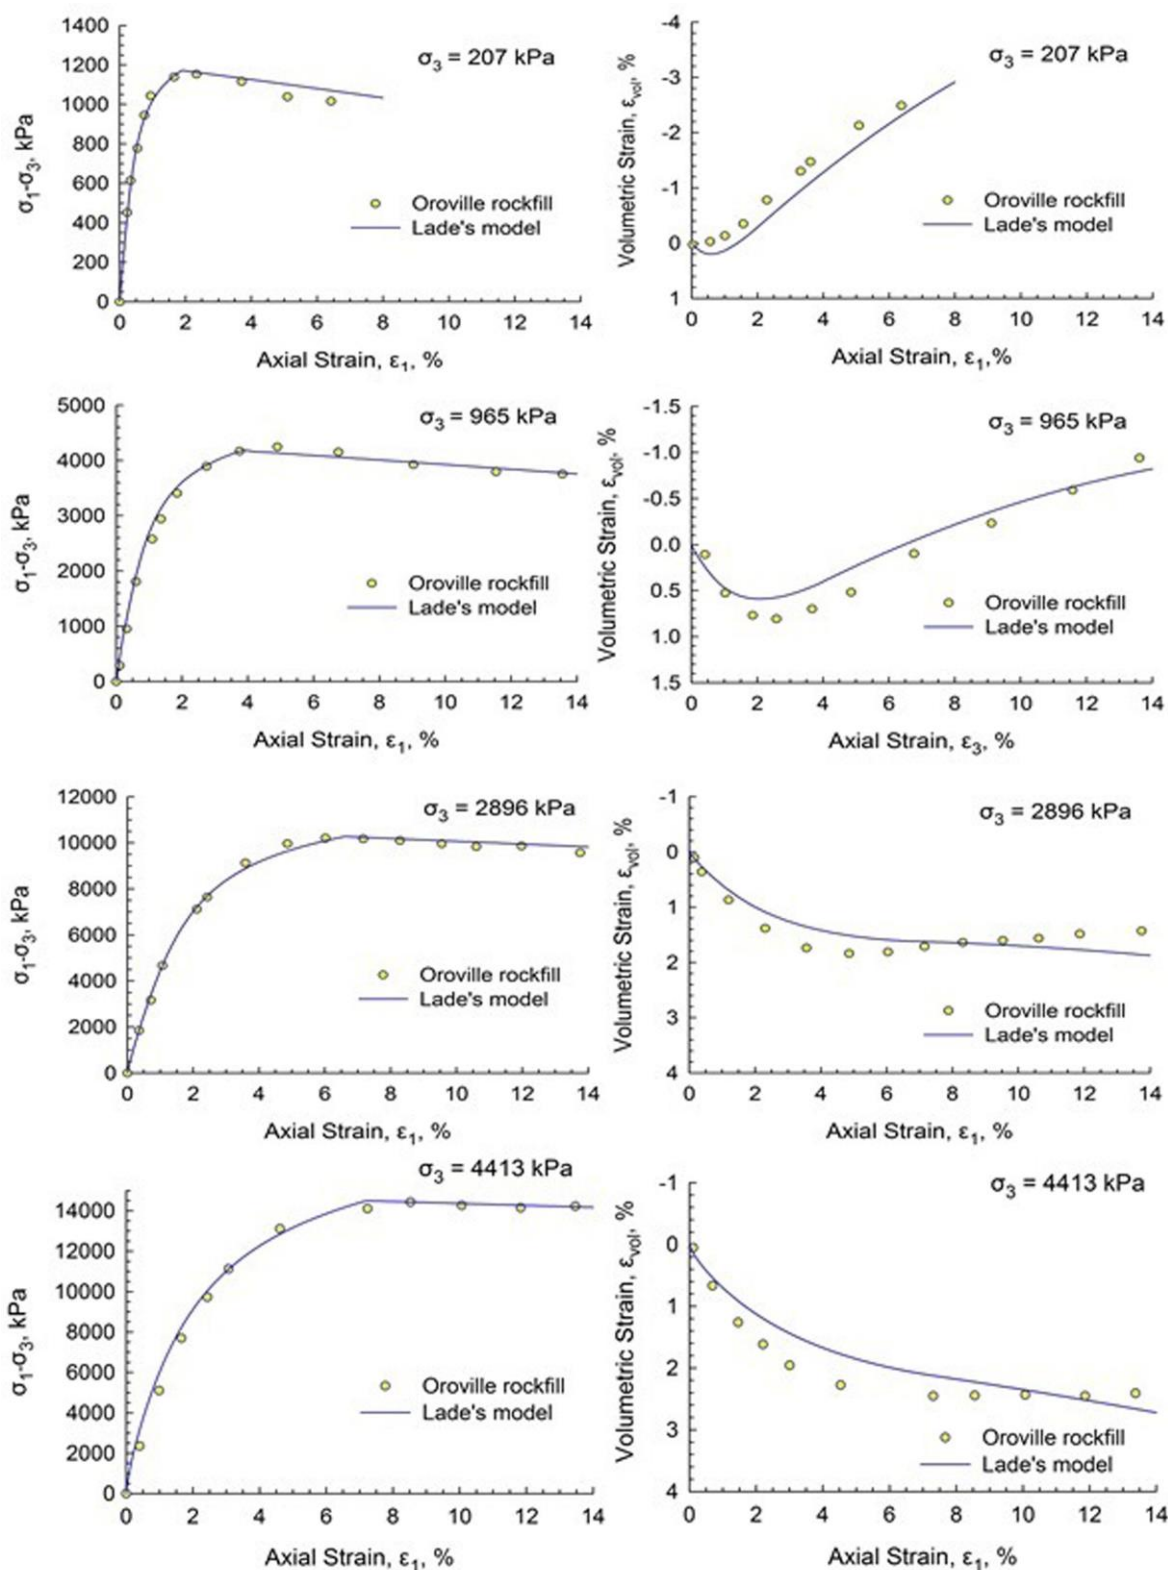 σ₃ = 207 kPa
σ₁-σ₃, kPa
1400
1200
1000
800
600
400
200
0
Oroville rockfill
Lade's model
0 2 4 6 8 10 12 14
Axial Strain, ε₁, %
σ₃ = 207 kPa
Volumetric Strain, εvol, %
-4
-3
-2
-1
0
1
Oroville rockfill
Lade's model
0 2 4 6 8 10 12 14
Axial Strain, ε₁,%
σ₃ = 965 kPa
σ₁-σ₃, kPa
5000
4000
3000
2000
1000
0
Oroville rockfill
Lade's model
0 2 4 6 8 10 12 14
Axial Strain, ε₁, %
σ₃ = 965 kPa
Volumetric Strain, εvol, %
-1.5
-1.0
-0.5
0.0
0.5
1.0
1.5
Oroville rockfill
Lade's model
0 2 4 6 8 10 12 14
Axial Strain, ε₃, %
σ₃ = 2896 kPa
σ₁-σ₃, kPa
12000
10000
8000
6000
4000
2000
0
Oroville rockfill
Lade's model
0 2 4 6 8 10 12 14
Axial Strain, ε₁, %
σ₃ = 2896 kPa
Volumetric Strain, εvol, %
-1
0
1
2
3
4
Oroville rockfill
Lade's model
0 2 4 6 8 10 12 14
Axial Strain, ε₁, %
σ₃ = 4413 kPa
σ₁-σ₃, kPa
14000
12000
10000
8000
6000
4000
2000
0
Oroville rockfill
Lade's model
0 2 4 6 8 10 12 14
Axial Strain, ε₁, %
σ₃ = 4413 kPa
Volumetric Strain, εvol, %
-1
0
1
2
3
4
Oroville rockfill
Lade's model
0 2 4 6 8 10 12 14
Axial Strain, ε₁, %